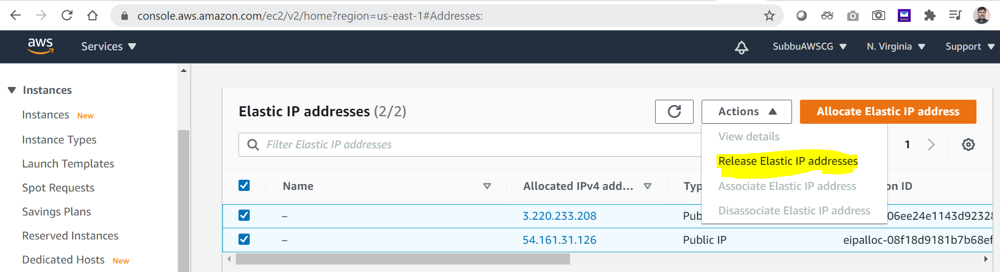 console.aws.amazon.com/ec2/v2/home?region=us-east-1#Addresses:
YAHOO!
aws
Services
SubbuAWSCG
N. Virginia
Support
Instances
Instances New
Instance Types
Launch Templates
Spot Requests
Savings Plans
Reserved Instances
Dedicated Hosts New
Elastic IP addresses (2/2)
Actions
Allocate Elastic IP address
Filter Elastic IP addresses
1
View details
Release Elastic IP addresses
Associate Elastic IP address
Disassociate Elastic IP address
Name Allocated IPv4 add... Typ on ID
– 3.220.233.208 Pub 06ee24e1143d92328
– 54.161.31.126 Public IP eipalloc-08f18d9181b7b68ef